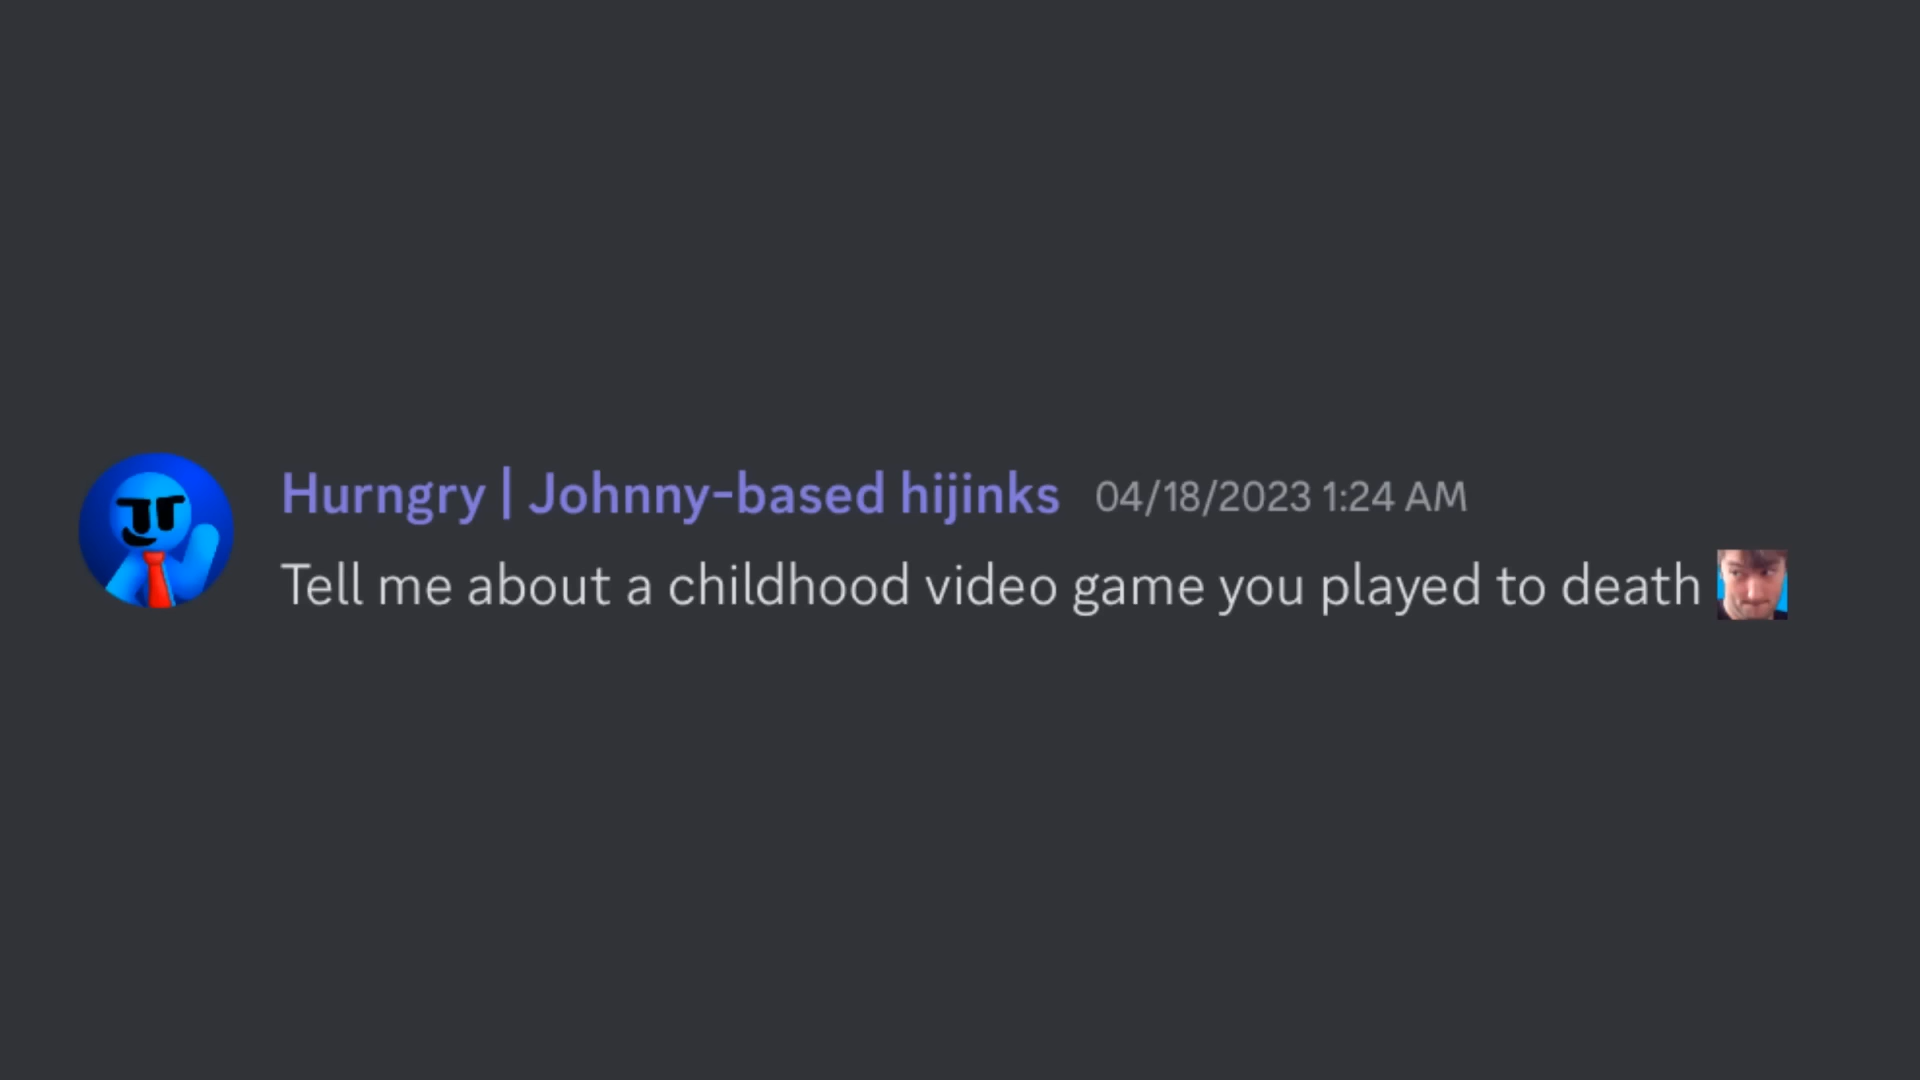 Hurngry | Johnny-based hijinks 04/18/2023 1:24 AM
Tell me about a childhood video game you played to death